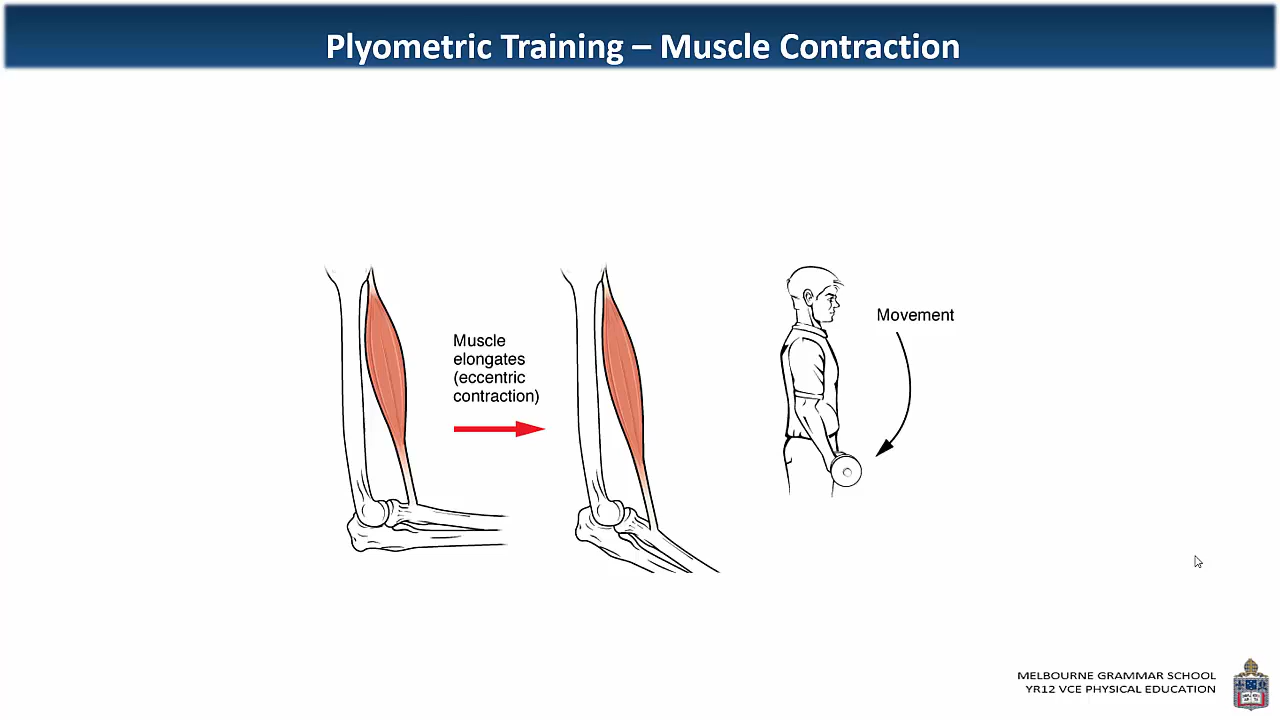 Plyometric Training – Muscle Contraction
Muscle
elongates
(eccentric
contraction)
Movement
MELBOURNE GRAMMAR SCHOOL
YR12 VCE PHYSICAL EDUCATION